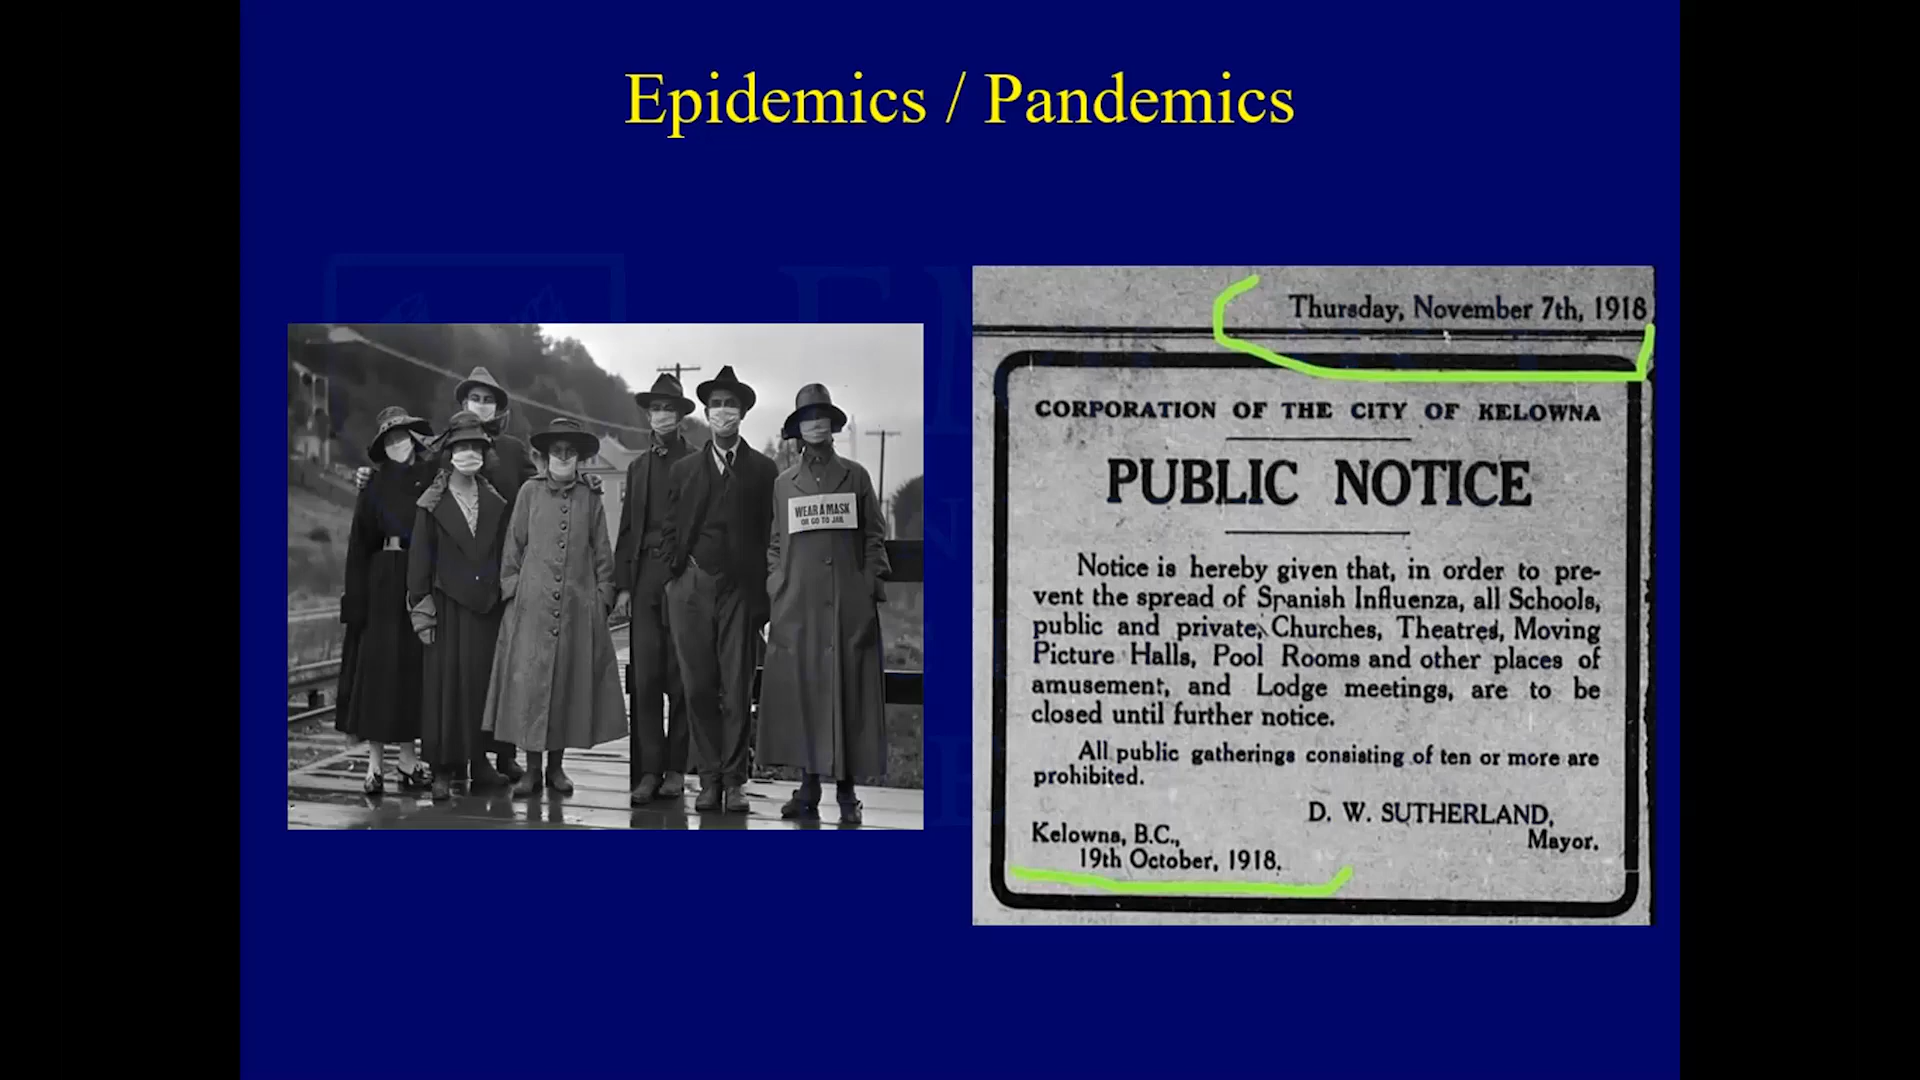 Epidemics / Pandemics
WEAR A MASK
OR GO TO JAIL
Thursday, November 7th, 1918
CORPORATION OF THE CITY OF KELOWNA
PUBLIC NOTICE
Notice is hereby given that, in order to pre-
vent the spread of Spanish Influenza, all Schools,
public and private, Churches, Theatres, Moving
Picture Halls, Pool Rooms and other places of
amusement, and Lodge meetings, are to be
closed until further notice.
All public gatherings consisting of ten or more are
prohibited.
D. W. SUTHERLAND,
Mayor.
Kelowna, B.C.,
19th October, 1918.